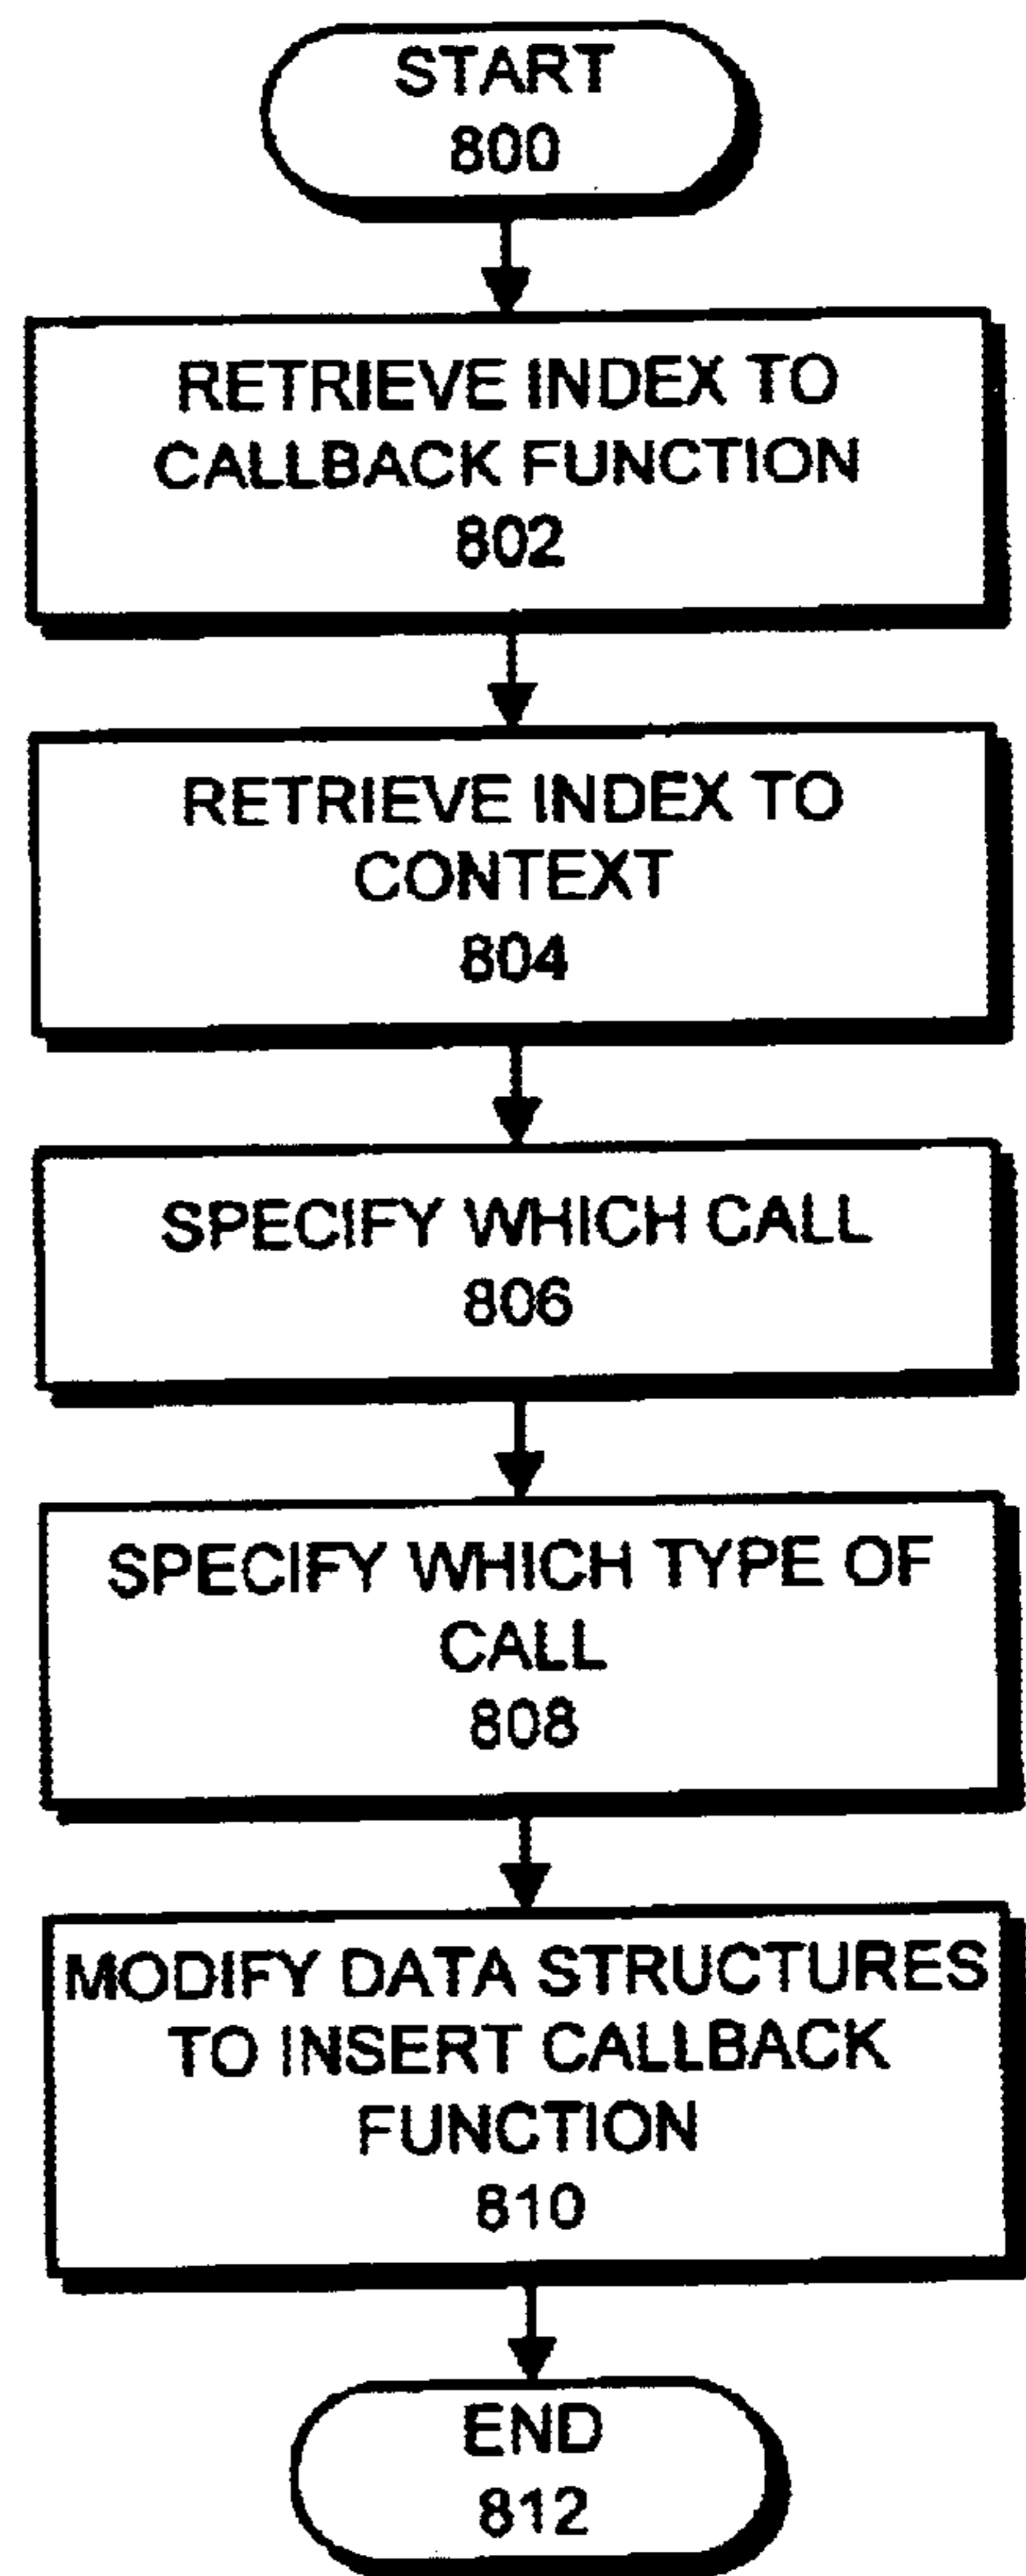 START
800
RETRIEVE INDEX TO
CALLBACK FUNCTION
802
RETRIEVE INDEX TO
CONTEXT
804
SPECIFY WHICH CALL
806
SPECIFY WHICH TYPE OF
CALL
808
MODIFY DATA STRUCTURES
TO INSERT CALLBACK
FUNCTION
810
END
812